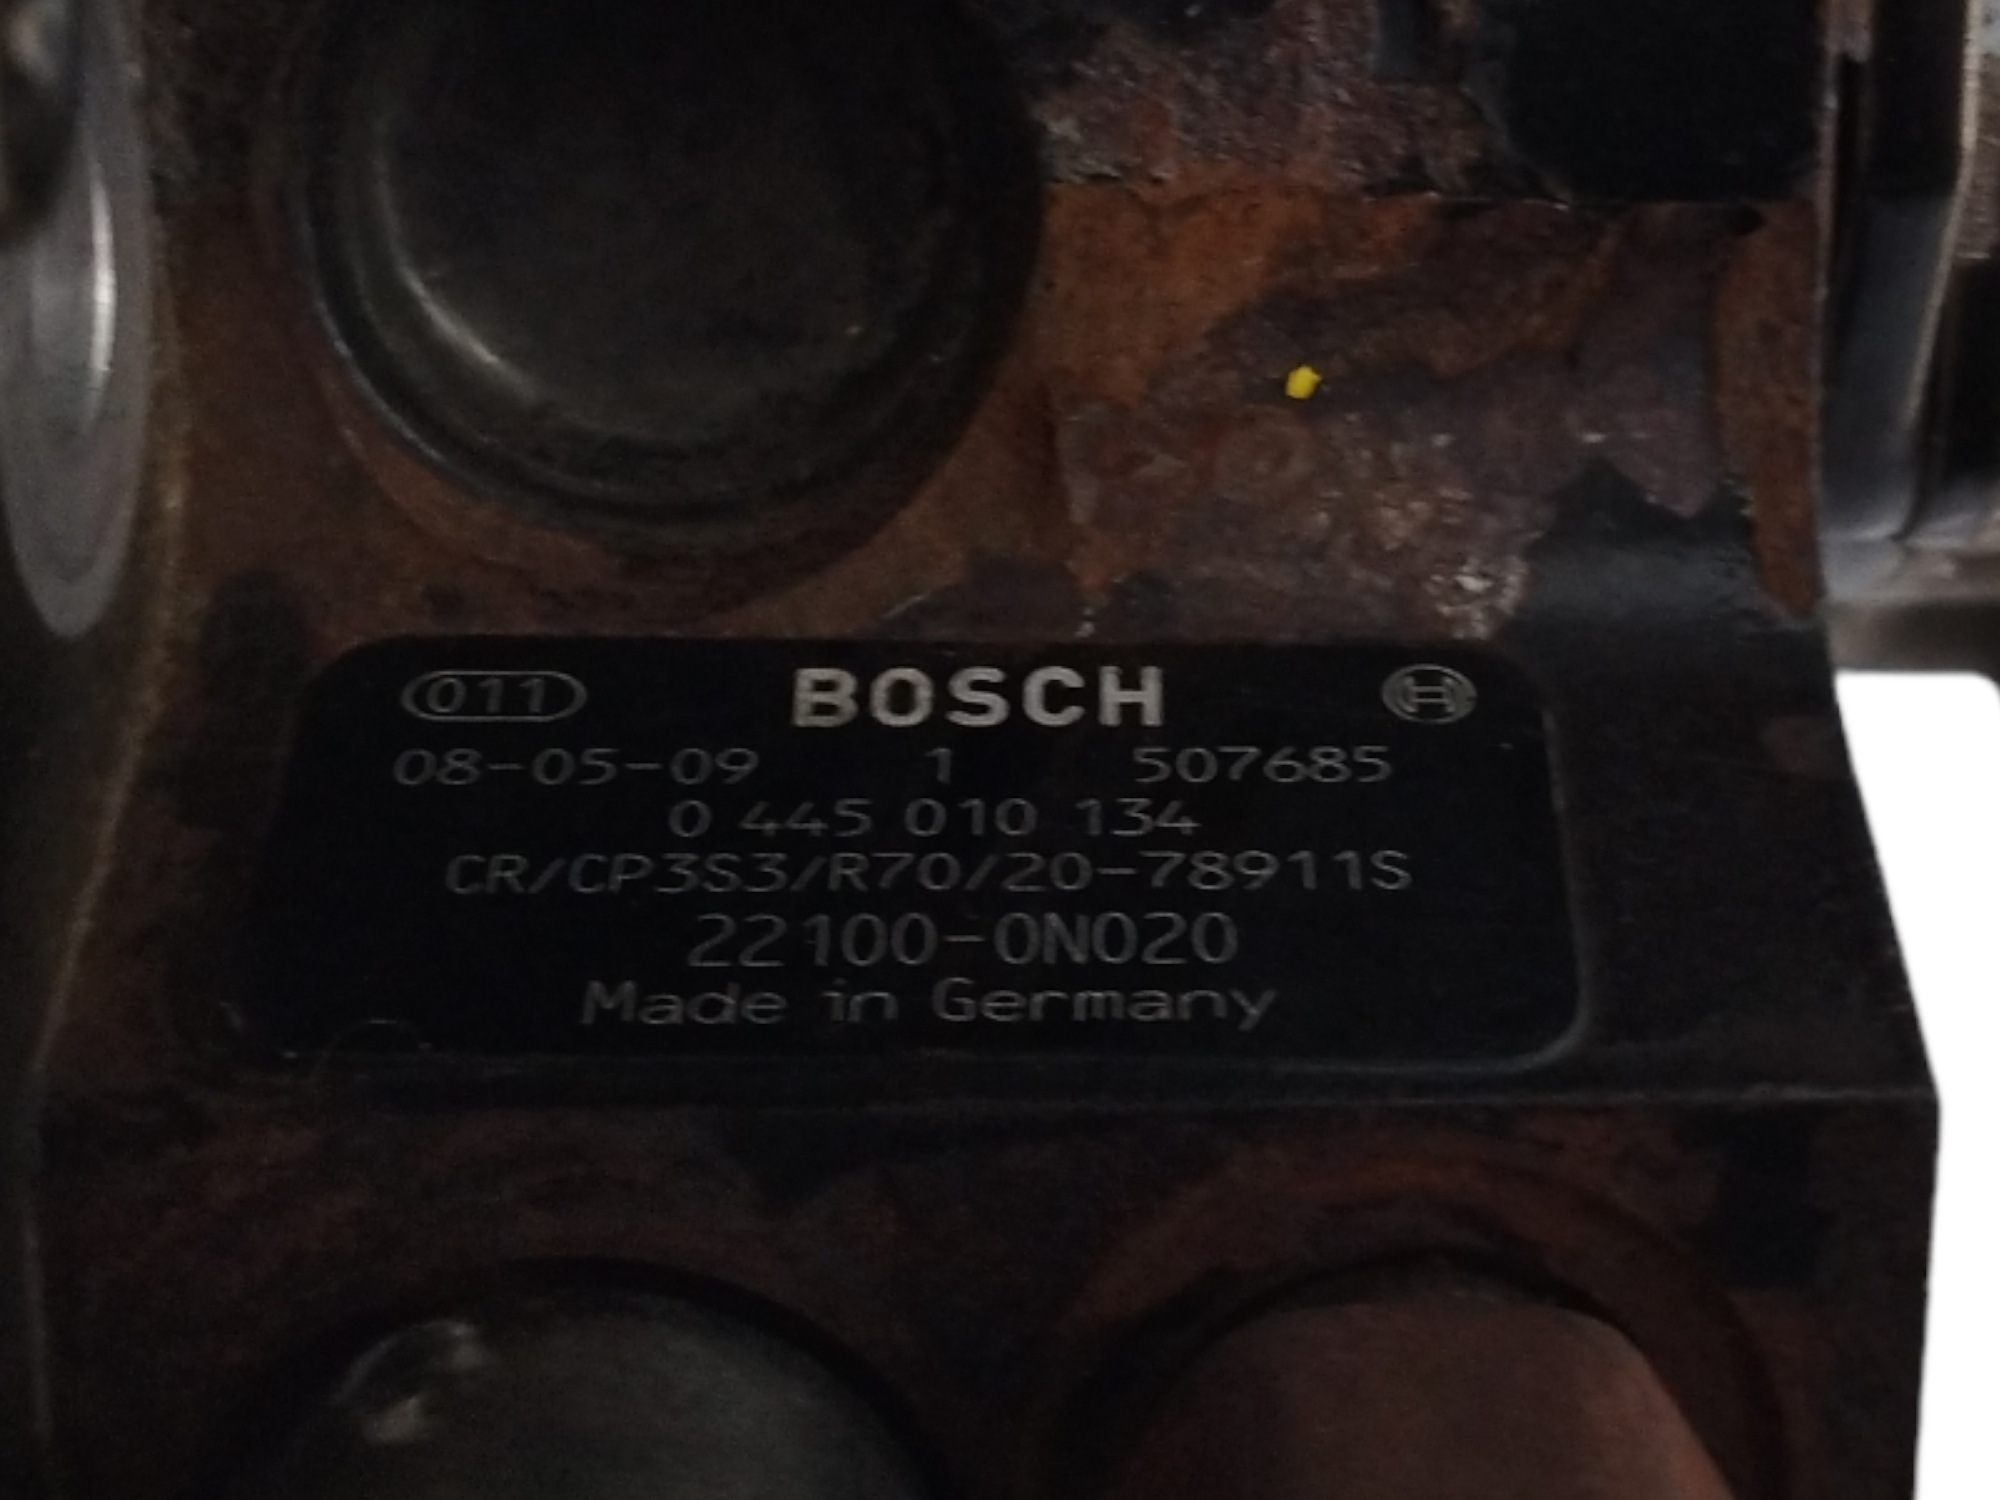 011 BOSCH H
08-05-09 1 507685
0 445 010 134
CR/CP3S3/R70/20-78911S
22100-0N020
Made in Germany